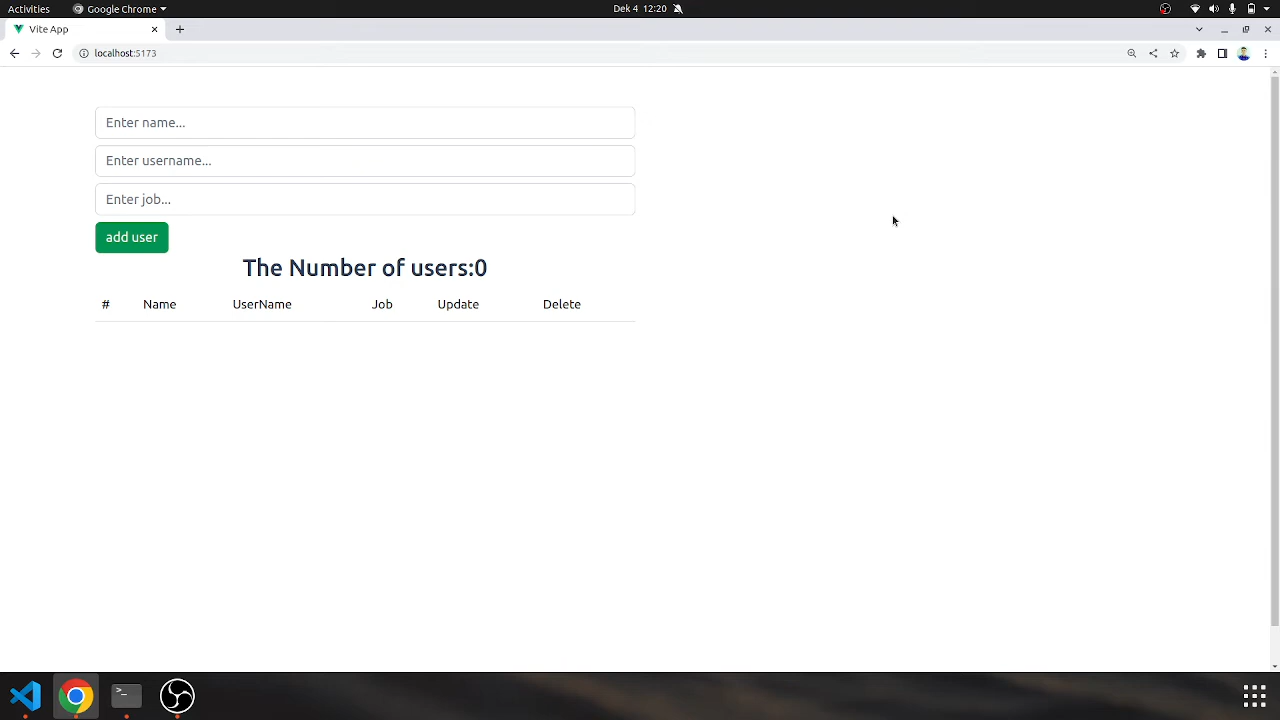 Activities Google Chrome Dek 4 12:20
Vite App
localhost:5173
Enter name...
Enter username...
Enter job...
add user
The Number of users:0
# Name UserName Job Update Delete